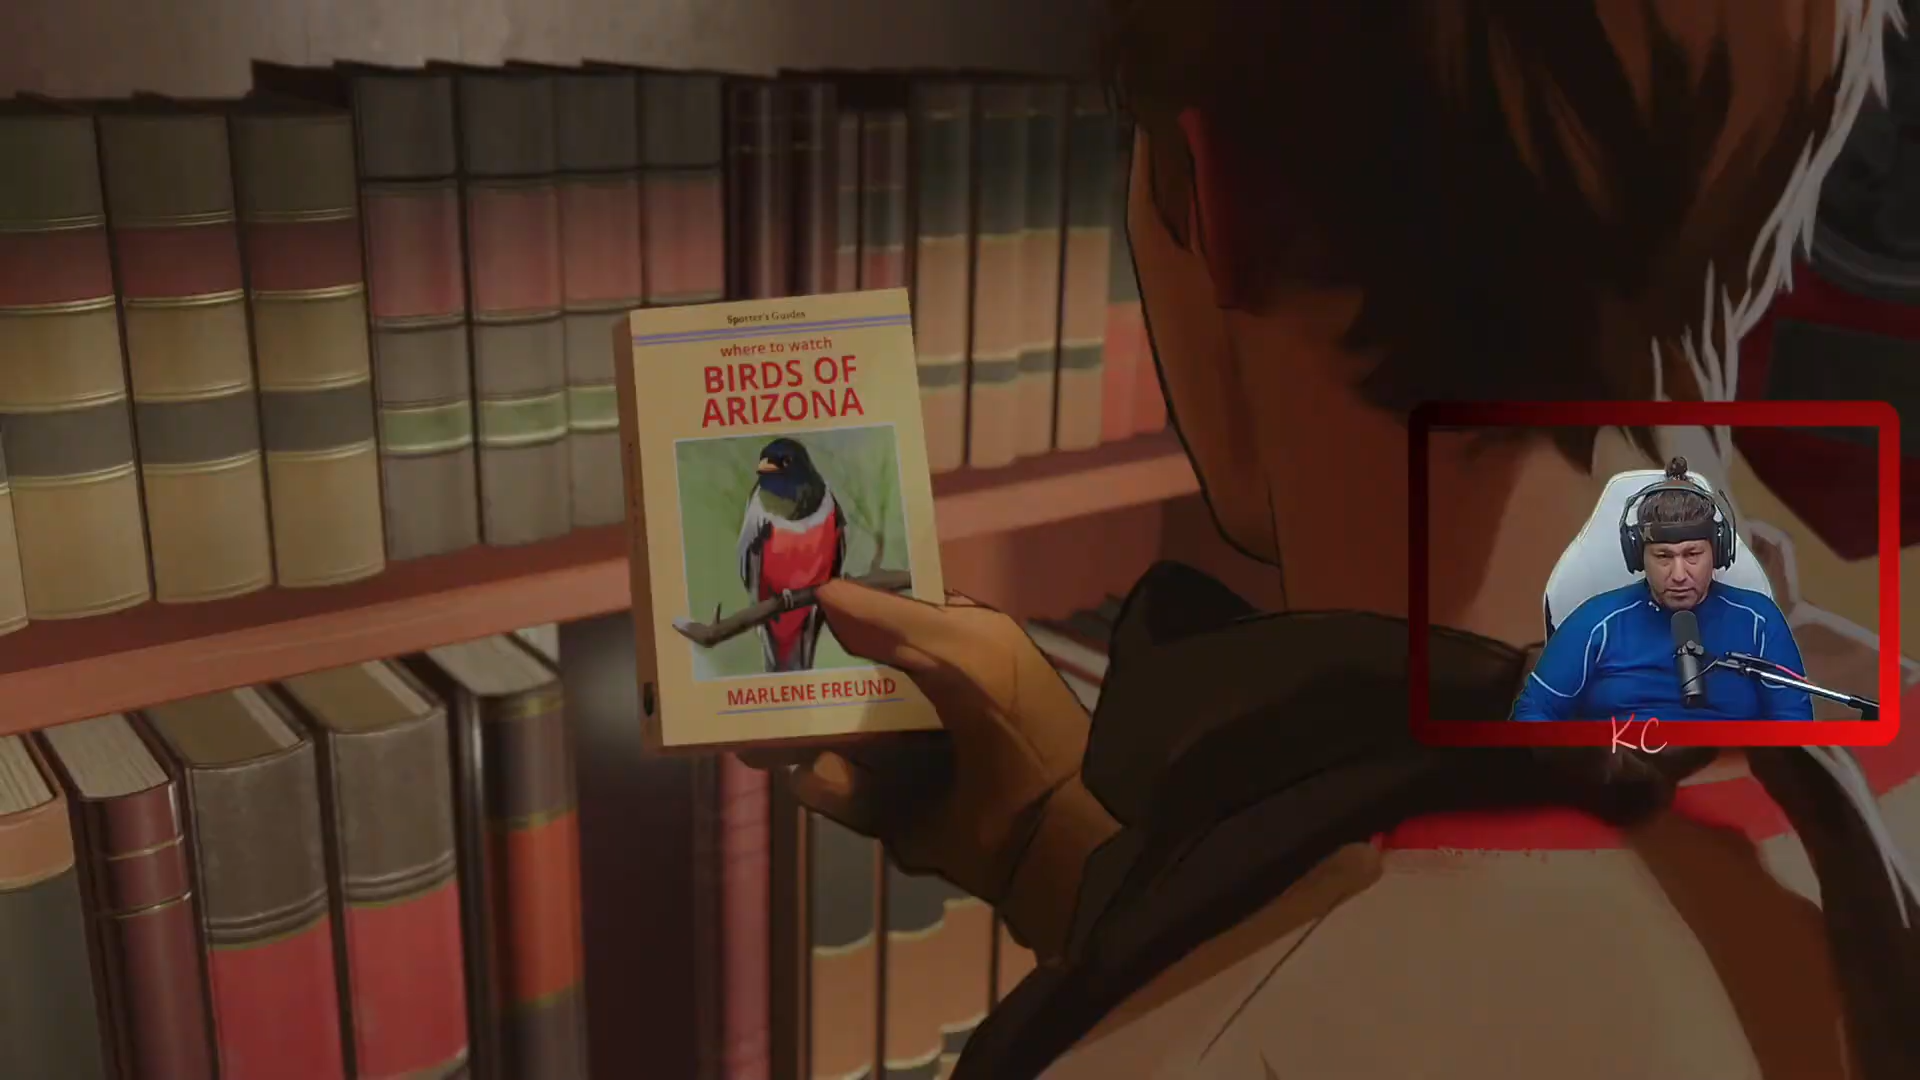 Spotter's Guides
where to watch
BIRDS OF
ARIZONA
MARLENE FREUND
KC